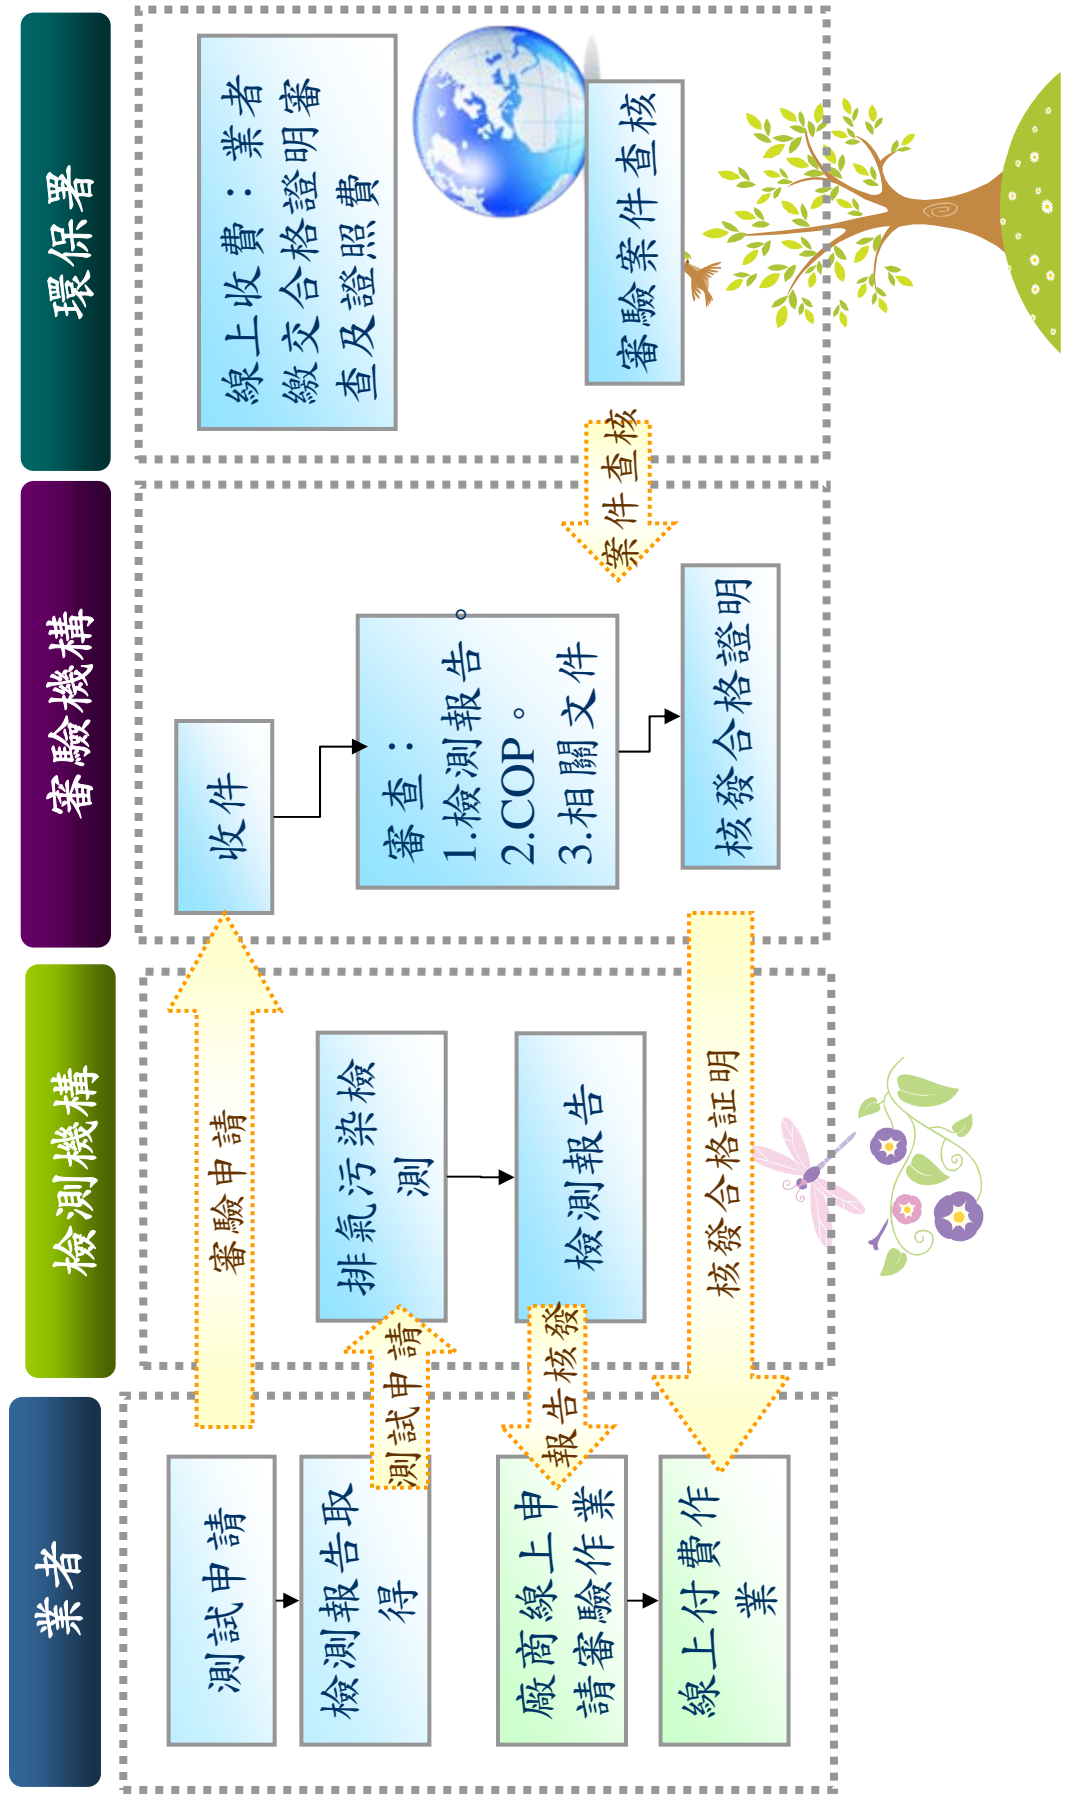 業者
檢測機構
審驗機構
環保署
測試申請
檢測報告取
得
廠商線上申
請審驗作業
線上付費作
業
審驗申請
測試申請
報告核發
核發合格証明
排氣污染檢
測
檢測報告
收件
審查：
1.檢測報告。
2.COP。
3.相關文件
核發合格證明
案件查核
線上收費：業者
繳交合格證明審
查及證照費
審驗案件查核